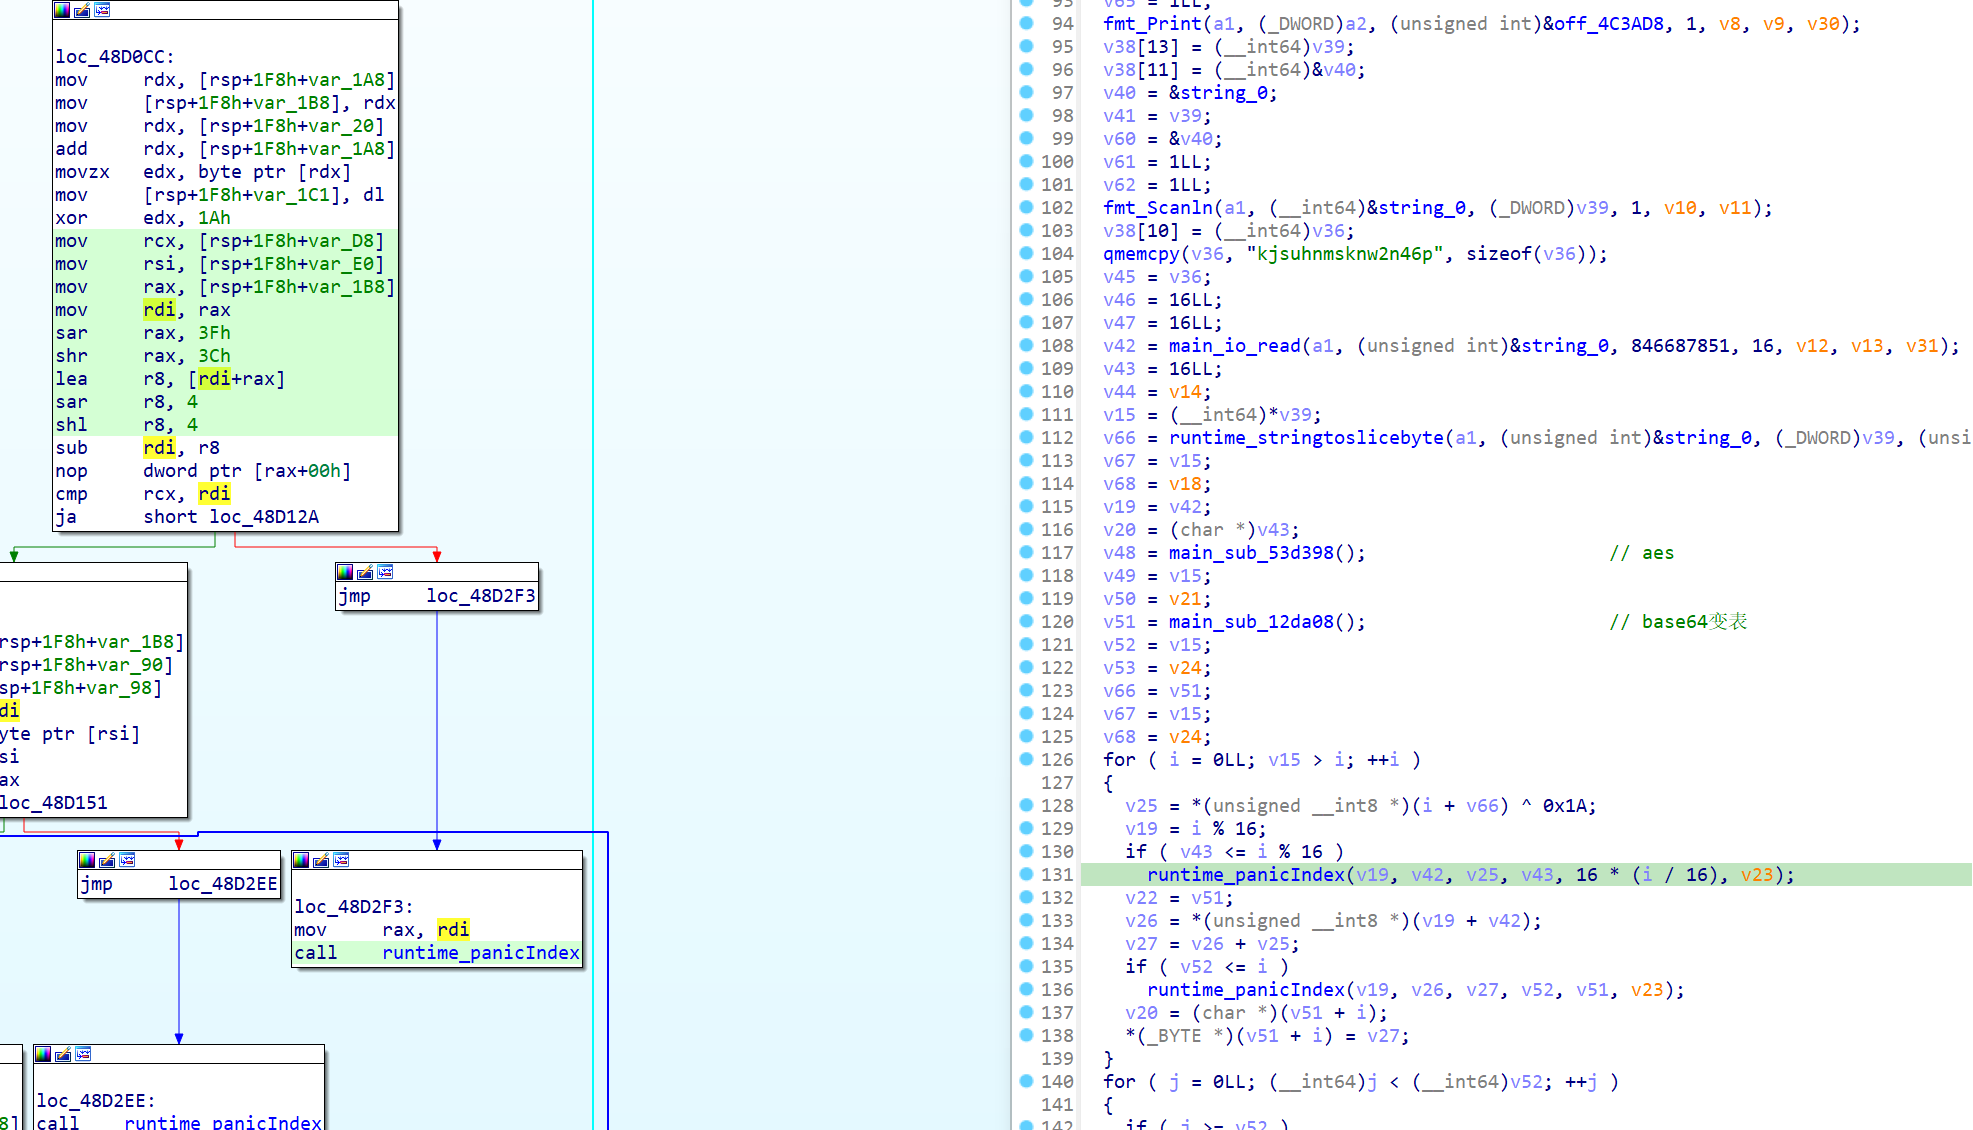 loc_48D0CC:
mov rdx, [rsp+1F8h+var_1A8]
mov [rsp+1F8h+var_1B8], rdx
mov rdx, [rsp+1F8h+var_20]
add rdx, [rsp+1F8h+var_1A8]
movzx edx, byte ptr [rdx]
mov [rsp+1F8h+var_1C1], dl
xor edx, 1Ah
mov rcx, [rsp+1F8h+var_D8]
mov rsi, [rsp+1F8h+var_E0]
mov rax, [rsp+1F8h+var_1B8]
mov rdi, rax
sar rax, 3Fh
shr rax, 3Ch
lea r8, [rdi+rax]
sar r8, 4
shl r8, 4
sub rdi, r8
nop dword ptr [rax+00h]
cmp rcx, rdi
ja short loc_48D12A
jmp loc_48D2F3
rsp+1F8h+var_1B8]
rsp+1F8h+var_90]
sp+1F8h+var_98]
di
yte ptr [rsi]
si
ax
loc_48D151
jmp loc_48D2EE
loc_48D2F3:
mov rax, rdi
call runtime_panicIndex
loc_48D2EE:
call runtime_panicIndex
8]
93 v65 = 1LL;
94 fmt_Print(a1, (_DWORD)a2, (unsigned int)&off_4C3AD8, 1, v8, v9, v30);
95 v38[13] = (__int64)v39;
96 v38[11] = (__int64)&v40;
97 v40 = &string_0;
98 v41 = v39;
99 v60 = &v40;
100 v61 = 1LL;
101 v62 = 1LL;
102 fmt_Scanln(a1, (__int64)&string_0, (_DWORD)v39, 1, v10, v11);
103 v38[10] = (__int64)v36;
104 qmemcpy(v36, "kjsuhnmsknw2n46p", sizeof(v36));
105 v45 = v36;
106 v46 = 16LL;
107 v47 = 16LL;
108 v42 = main_io_read(a1, (unsigned int)&string_0, 846687851, 16, v12, v13, v31);
109 v43 = 16LL;
110 v44 = v14;
111 v15 = (__int64)*v39;
112 v66 = runtime_stringtoslicebyte(a1, (unsigned int)&string_0, (_DWORD)v39, (unsi
113 v67 = v15;
114 v68 = v18;
115 v19 = v42;
116 v20 = (char *)v43;
117 v48 = main_sub_53d398(); // aes
118 v49 = v15;
119 v50 = v21;
120 v51 = main_sub_12da08(); // base64变表
121 v52 = v15;
122 v53 = v24;
123 v66 = v51;
124 v67 = v15;
125 v68 = v24;
126 for ( i = 0LL; v15 > i; ++i )
127 {
128 v25 = *(unsigned __int8 *)(i + v66) ^ 0x1A;
129 v19 = i % 16;
130 if ( v43 <= i % 16 )
131 runtime_panicIndex(v19, v42, v25, v43, 16 * (i / 16), v23);
132 v22 = v51;
133 v26 = *(unsigned __int8 *)(v19 + v42);
134 v27 = v26 + v25;
135 if ( v52 <= i )
136 runtime_panicIndex(v19, v26, v27, v52, v51, v23);
137 v20 = (char *)(v51 + i);
138 *(_BYTE *)(v51 + i) = v27;
139 }
140 for ( j = 0LL; (__int64)j < (__int64)v52; ++j )
141 {
142 if ( j >= v52 )